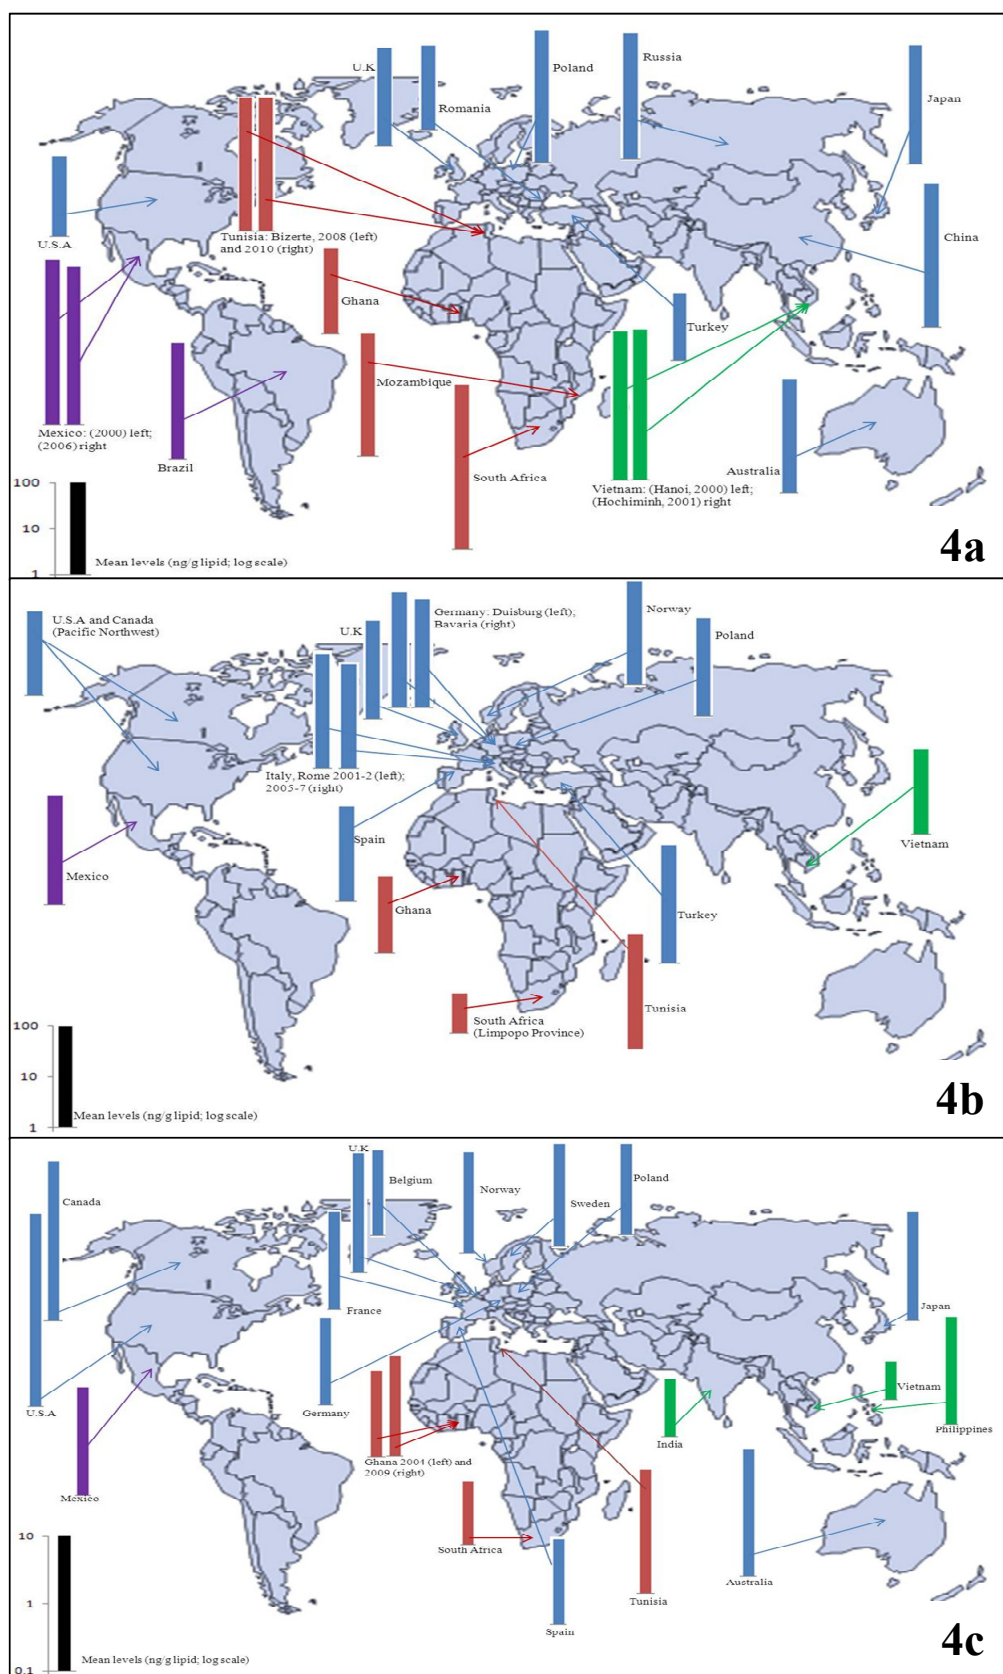 U.K
Poland
Russia
Romania
Japan
U.S.A
Tunisia: Bizerte, 2008 (left)
and 2010 (right)
China
Ghana
Turkey
Mozambique
Mexico: (2000) left;
(2006) right
Brazil
South Africa
Australia
Vietnam: (Hanoi, 2000) left;
(Hochiminh, 2001) right
100
10
1
Mean levels (ng/g lipid; log scale)
4a
U.S.A and Canada
(Pacific Northwest)
U.K
Germany: Duisburg (left);
Bavaria (right)
Norway
Poland
Italy, Rome 2001-2 (left);
2005-7 (right)
Spain
Vietnam
Mexico
Ghana
Turkey
Tunisia
South Africa
(Limpopo Province)
100
10
1
Mean levels (ng/g lipid; log scale)
4b
U.K
Belgium
Norway
Sweden
Poland
Canada
France
Japan
U.S.A
Germany
Vietnam
Philippines
India
Ghana 2004 (left) and
2009 (right)
Mexico
South Africa
Australia
Tunisia
Spain
10
1
0.1
Mean levels (ng/g lipid; log scale)
4c